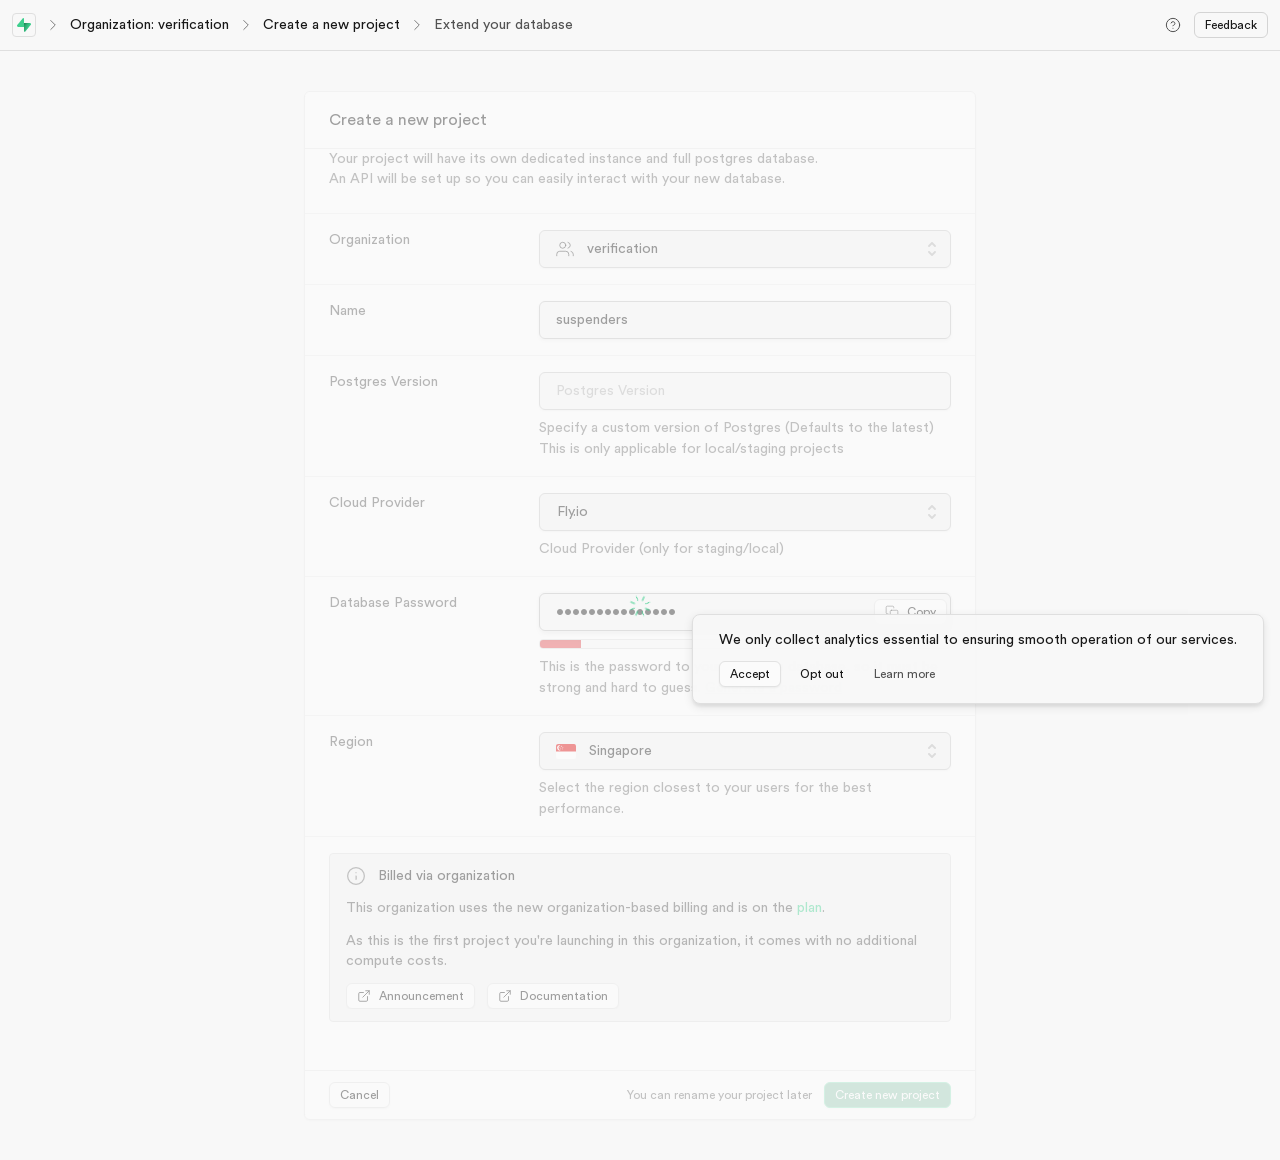 Organization: verification
Create a new project
Extend your database
Feedback
Create a new project
Your project will have its own dedicated instance and full postgres database.
An API will be set up so you can easily interact with your new database.
Organization
verification
Name
suspenders
Postgres Version
Postgres Version
Specify a custom version of Postgres (Defaults to the latest)
This is only applicable for local/staging projects
Cloud Provider
Fly.io
Cloud Provider (only for staging/local)
Database Password
Copy
We only collect analytics essential to ensuring smooth operation of our services.
Accept
Opt out
Learn more
This is the password to
strong and hard to
Region
Singapore
Select the region closest to your users for the best
performance.
Billed via organization
This organization uses the new organization-based billing and is on the plan.
As this is the first project you're launching in this organization, it comes with no additional
compute costs.
Announcement
Documentation
Cancel
You can rename your project later
Create new project